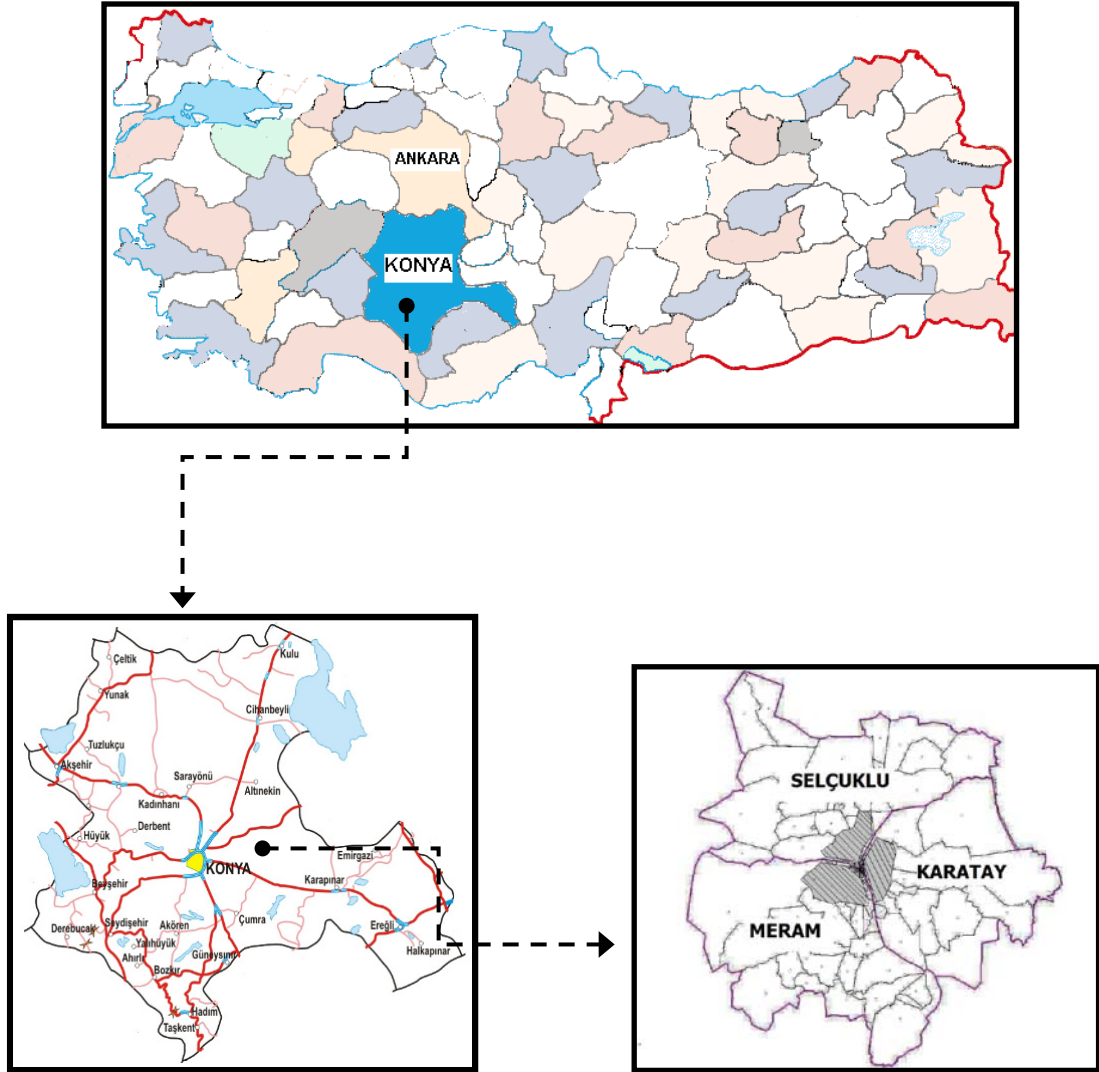 ANKARA
KONYA
Kulu
Çeltik
Yunak
Cihanbeyli
Tuzlukçu
Akşehir
Sarayönü
Altınekin
Kadınhanı
Derbent
Hüyük
KONYA
Emirgazi
Beyşehir
Karapınar
Çumra
Seydişehir
Akören
Derebucak
Ereğli
Yalıhüyük
Halkapınar
Ahırlı
Güneysınır
Bozkır
Hadım
Taşkent
SELÇUKLU
KARATAY
MERAM